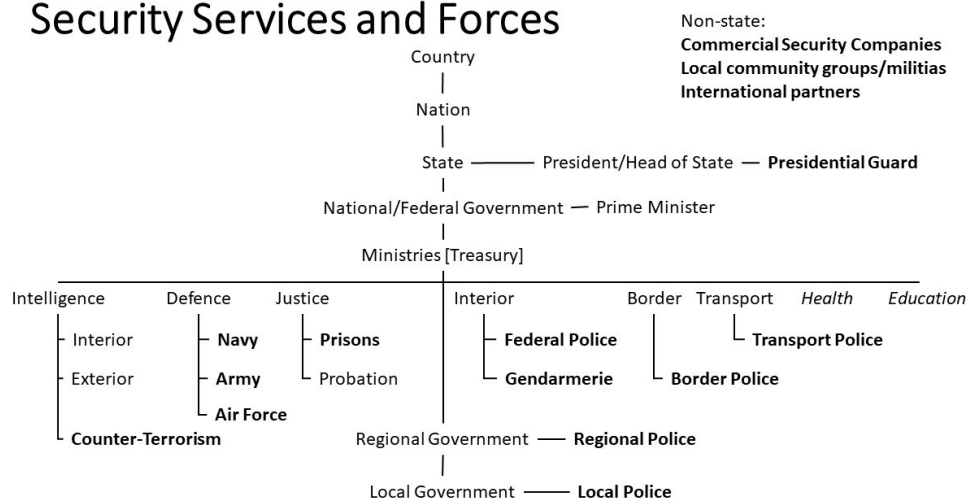 Security Services and Forces
Non-state:
Commercial Security Companies
Local community groups/militias
International partners
Country
Nation
State President/Head of State Presidential Guard
National/Federal Government Prime Minister
Ministries [Treasury]
Intelligence Defence Justice Interior Border Transport Health Education
Interior Navy Prisons Federal Police Transport Police
Exterior Army Probation Gendarmerie Border Police
Air Force
Counter-Terrorism Regional Government Regional Police
Local Government Local Police